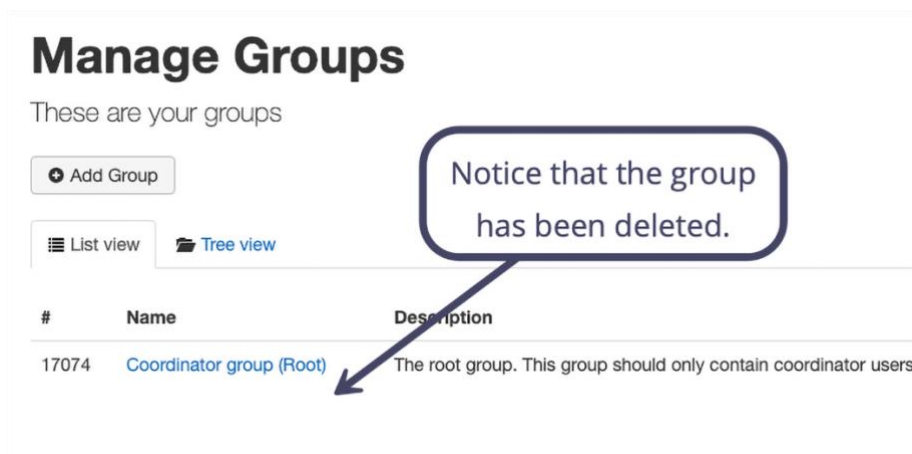 Manage Groups
These are your groups
Add Group
Notice that the group
has been deleted.
List view Tree view
# Name Description
17074 Coordinator group (Root) The root group. This group should only contain coordinator users